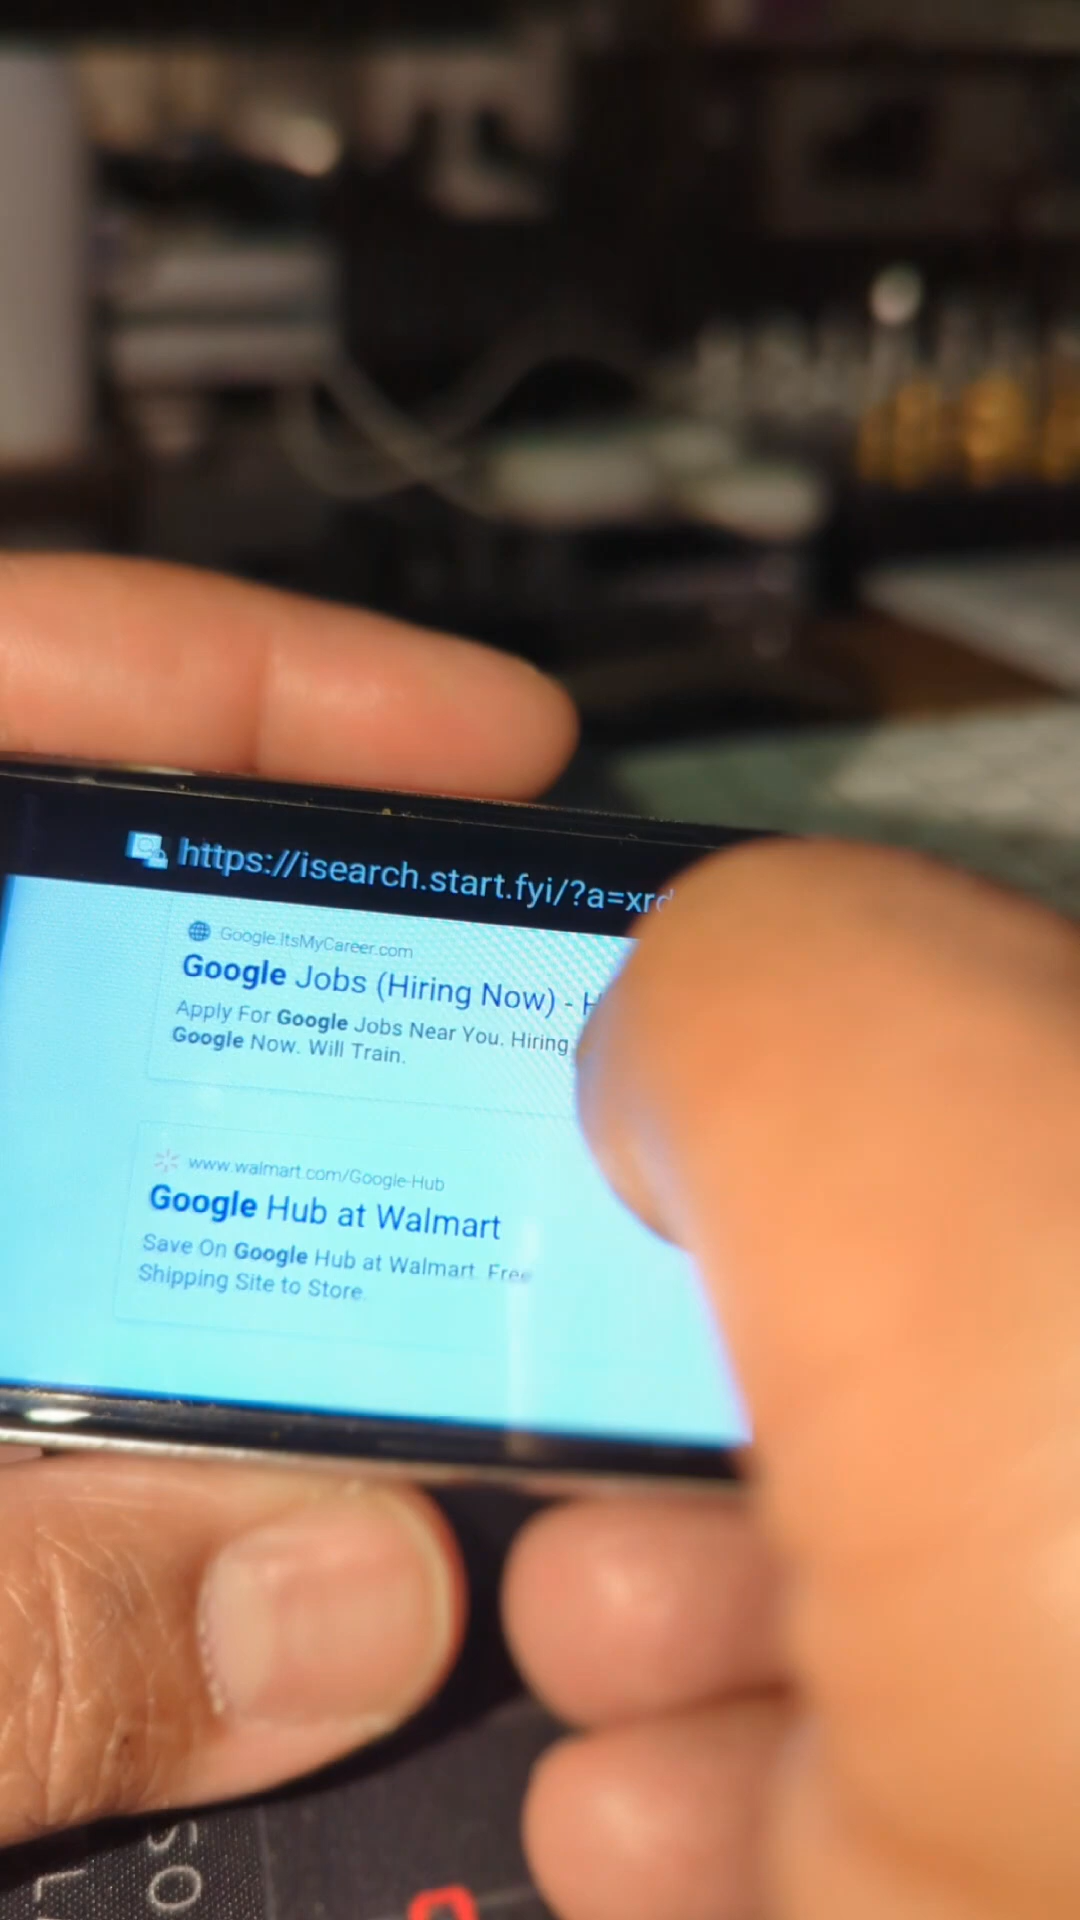 https://isearch.start.fyi/?a=xrd
Google.ItsMyCareer.com
Google Jobs (Hiring Now) - H
Apply For Google Jobs Near You. Hiring
Google Now. Will Train.
www.walmart.com/Google-Hub
Google Hub at Walmart
Save On Google Hub at Walmart. Free
Shipping Site to Store.